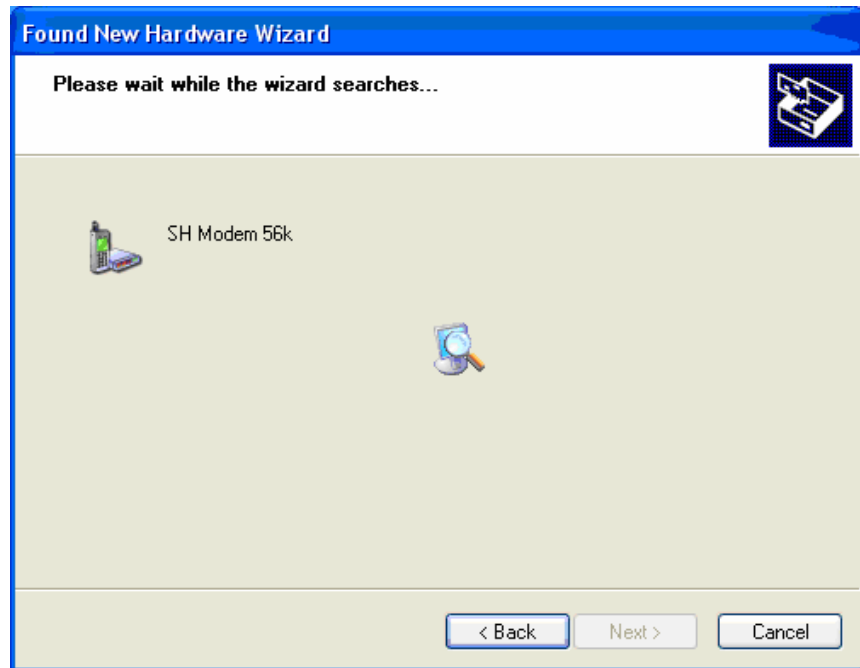 Found New Hardware Wizard
Please wait while the wizard searches...
SH Modem 56k
< Back
Next >
Cancel